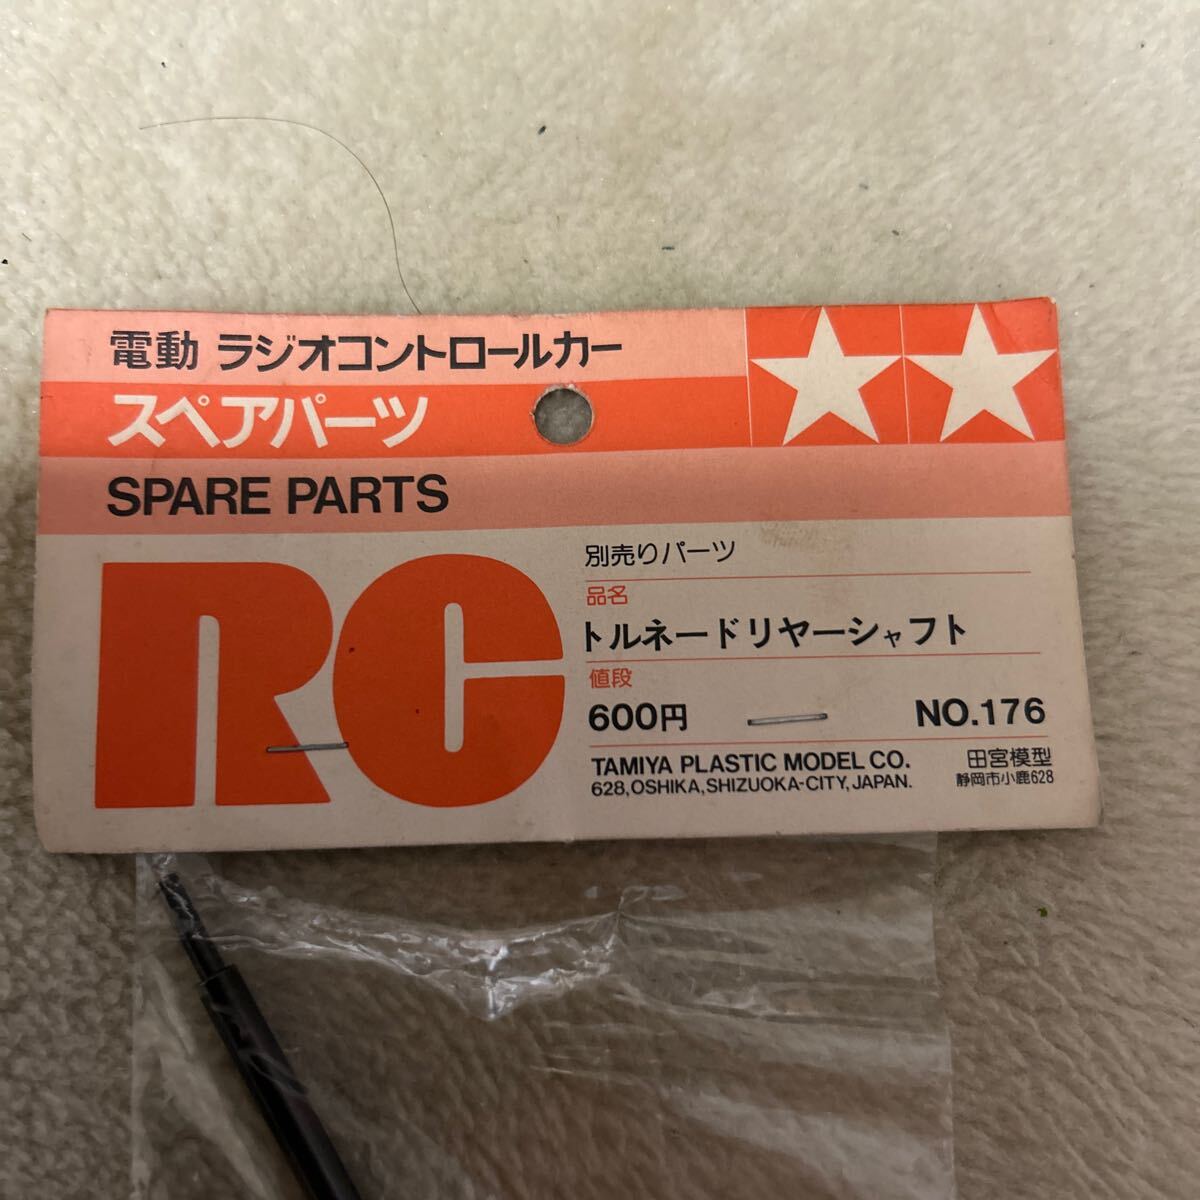 電動 ラジオコントロールカー
スペアパーツ
SPARE PARTS
RC
別売りパーツ
品名
トルネードリヤーシャフト
値段
600円 NO.176
TAMIYA PLASTIC MODEL CO. 田宮模型
628,OSHIKA,SHIZUOKA-CITY,JAPAN. 静岡市小鹿628